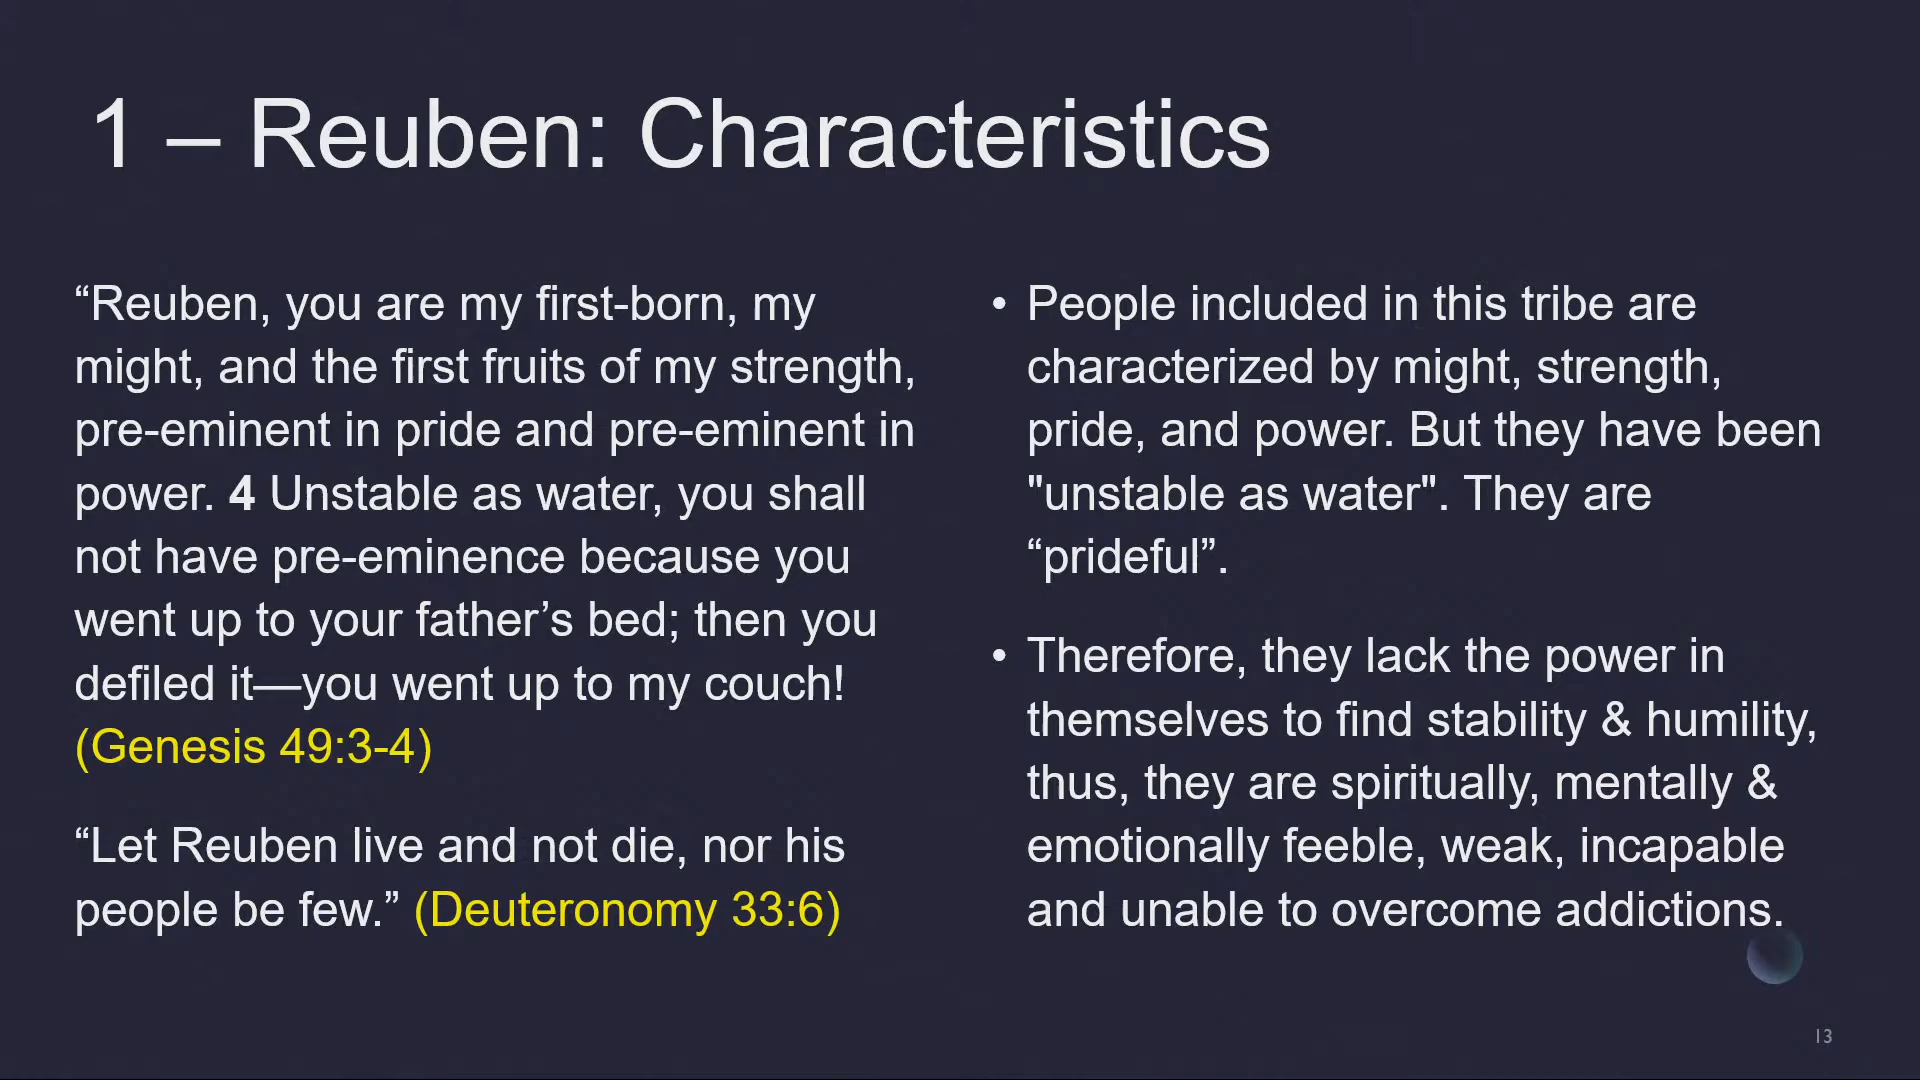 1 – Reuben: Characteristics
“Reuben, you are my first-born, my
might, and the first fruits of my strength,
pre-eminent in pride and pre-eminent in
power. 4 Unstable as water, you shall
not have pre-eminence because you
went up to your father’s bed; then you
defiled it—you went up to my couch!
(Genesis 49:3-4)
“Let Reuben live and not die, nor his
people be few.” (Deuteronomy 33:6)
• People included in this tribe are
characterized by might, strength,
pride, and power. But they have been
"unstable as water". They are
“prideful”.
• Therefore, they lack the power in
themselves to find stability & humility,
thus, they are spiritually, mentally &
emotionally feeble, weak, incapable
and unable to overcome addictions.
13